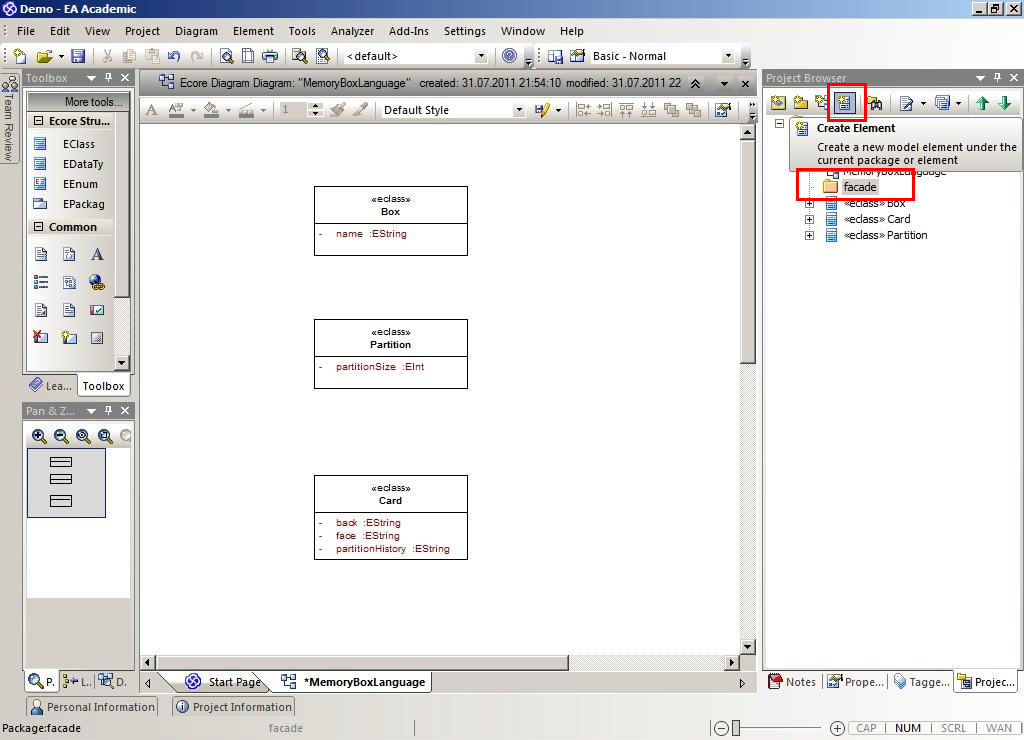 Demo - EA Academic
File Edit View Project Diagram Element Tools Analyzer Add-Ins Settings Window Help
<default>
Basic - Normal
Team Review
Toolbox
More tools...
Ecore Stru...
EClass
EDataTy
EEnum
EPackag
Common
Lea...
Toolbox
Pan & Z...
P.
L..
D.
Ecore Diagram Diagram: "MemoryBoxLanguage" created: 31.07.2011 21:54:10 modified: 31.07.2011 22
1
Default Style
«eclass»
Box
- name :EString
«eclass»
Partition
- partitionSize :EInt
«eclass»
Card
- back :EString
- face :EString
- partitionHistory :EString
Start Page
*MemoryBoxLanguage
Project Browser
Create Element
Create a new model element under the
current package or element
MemoryBoxLanguage
facade
«eclass» Box
«eclass» Card
«eclass» Partition
Notes
Prope...
Tagge...
Projec...
Personal Information
Project Information
Package:facade
facade
CAP NUM SCRL WAN